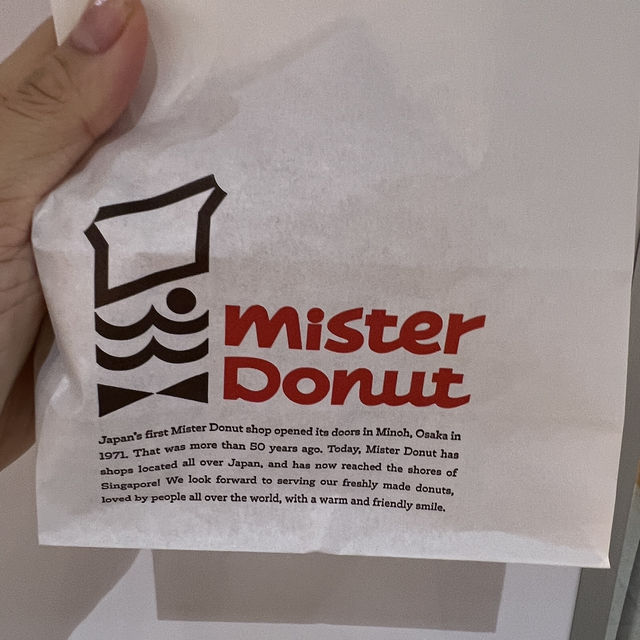 mister
Donut
Japan's first Mister Donut shop opened its doors in Minoh, Osaka in
1971. That was more than 50 years ago. Today, Mister Donut has
shops located all over Japan, and has now reached the shores of
Singapore! We look forward to serving our freshly made donuts,
loved by people all over the world, with a warm and friendly smile.